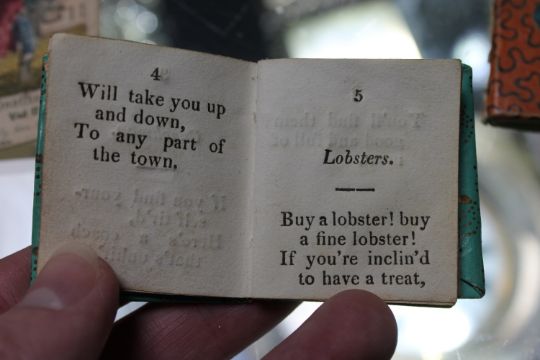 4
Will take you up
and down,
To any part of
the town,
5
Lobsters.
Buy a lobster! buy
a fine lobster!
If you're inclin'd
to have a treat,